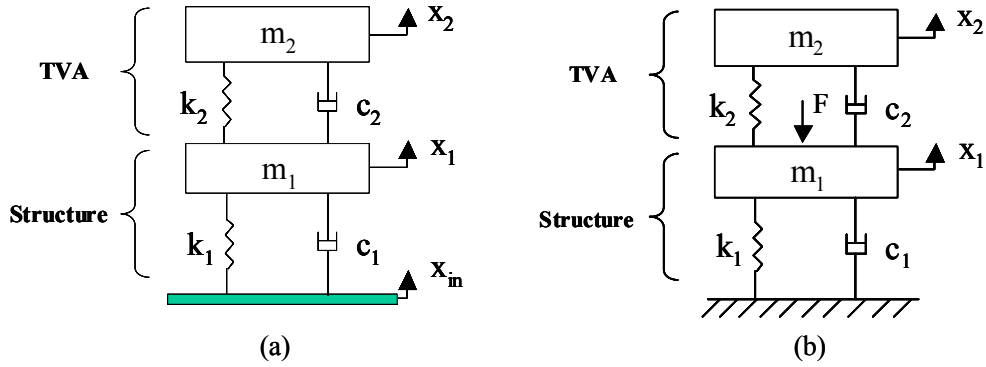 m₂
x₂
TVA
k₂
c₂
m₁
x₁
Structure
k₁
c₁
xᵢₙ
(a)
m₂
x₂
TVA
k₂
F
c₂
m₁
x₁
Structure
k₁
c₁
(b)